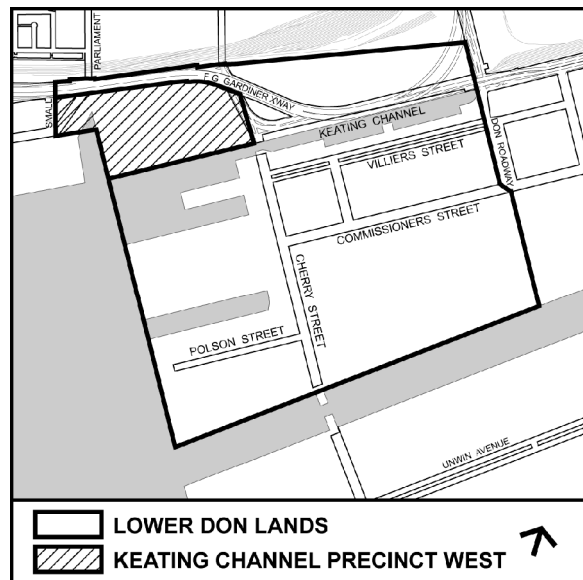 PARLIAMENT
SMALL
F.G. GARDINER XWAY
KEATING CHANNEL
VILLIERS STREET
DON ROADWAY
COMMISSIONERS STREET
CHERRY STREET
POLSON STREET
UNWIN AVENUE
LOWER DON LANDS
KEATING CHANNEL PRECINCT WEST